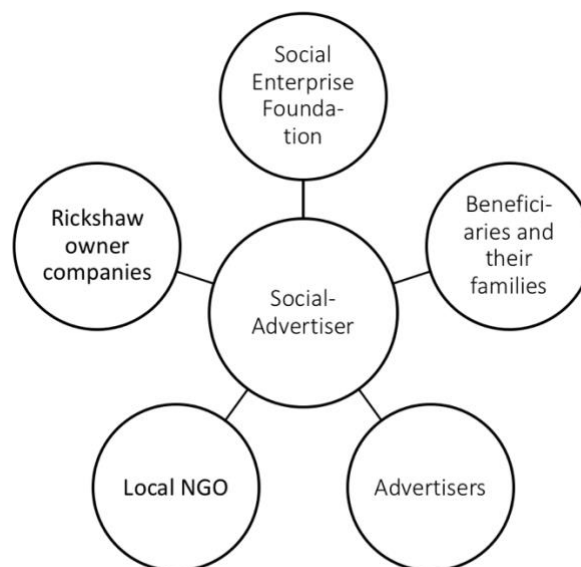 Social
Enterprise
Founda-
tion
Rickshaw
owner
companies
Benefici-
aries and
their
families
Social-
Advertiser
Local NGO
Advertisers